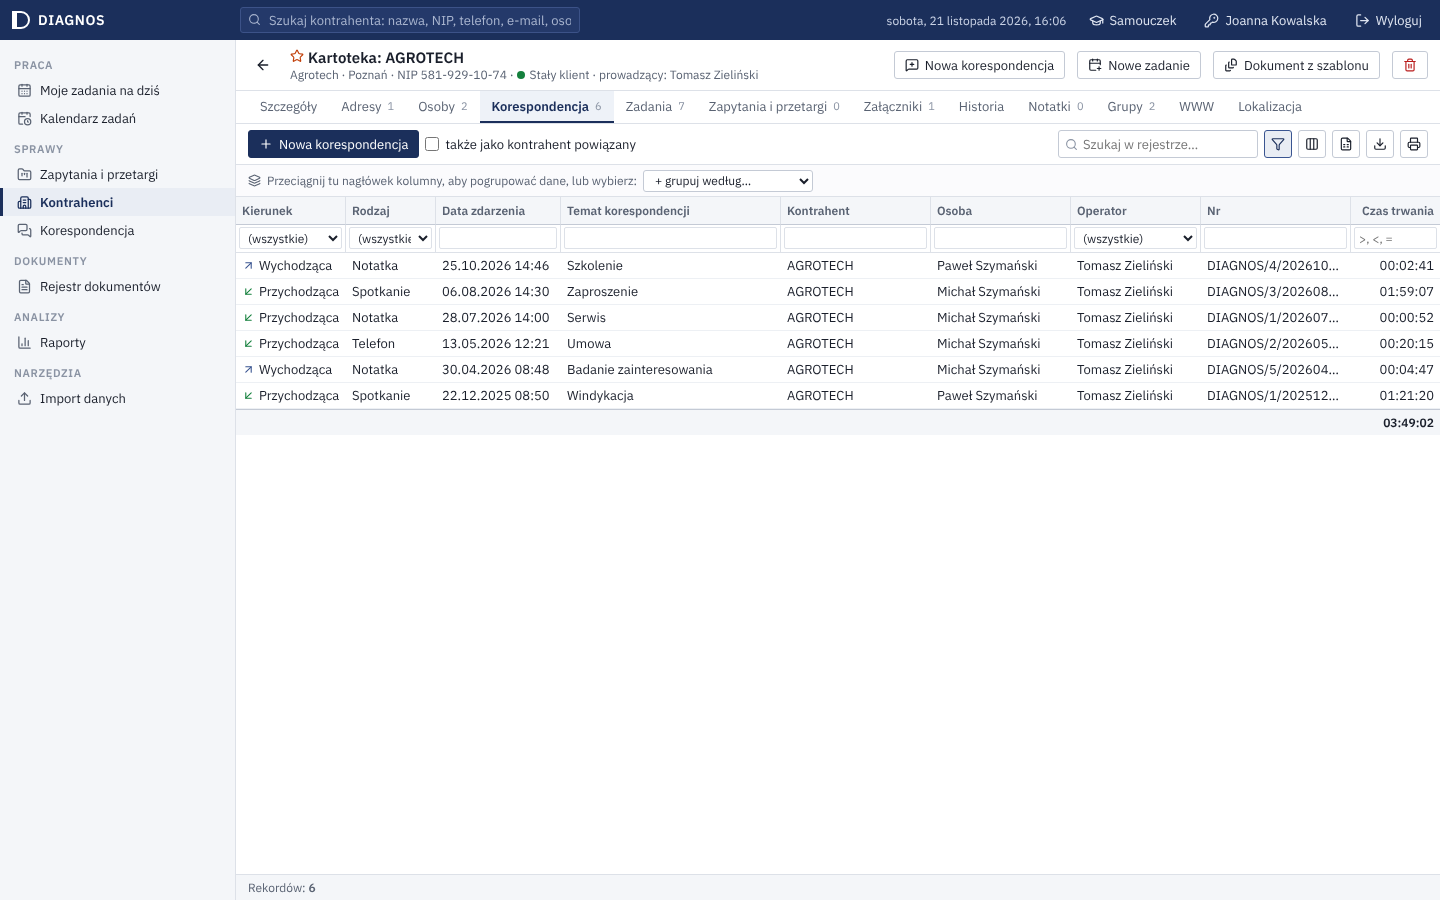 DIAGNOS
Szukaj kontrahenta: nazwa, NIP, telefon, e-mail, oso
sobota, 21 listopada 2026, 16:06
Samouczek
Joanna Kowalska
Wyloguj
PRACA
Moje zadania na dziś
Kalendarz zadań
SPRAWY
Zapytania i przetargi
Kontrahenci
Korespondencja
DOKUMENTY
Rejestr dokumentów
ANALIZY
Raporty
NARZĘDZIA
Import danych
Kartoteka: AGROTECH
Agrotech · Poznań · NIP 581-929-10-74 · Stały klient · prowadzący: Tomasz Zieliński
Nowa korespondencja
Nowe zadanie
Dokument z szablonu
Szczegóły Adresy 1 Osoby 2 Korespondencja 6 Zadania 7 Zapytania i przetargi 0 Załączniki 1 Historia Notatki 0 Grupy 2 WWW Lokalizacja
Nowa korespondencja także jako kontrahent powiązany Szukaj w rejestrze...
Przeciągnij tu nagłówek kolumny, aby pogrupować dane, lub wybierz: + grupuj według...
Kierunek Rodzaj Data zdarzenia Temat korespondencji Kontrahent Osoba Operator Nr Czas trwania
(wszystkie) (wszystkie (wszystkie) >, <, =
Wychodząca Notatka 25.10.2026 14:46 Szkolenie AGROTECH Paweł Szymański Tomasz Zieliński DIAGNOS/4/202610... 00:02:41
Przychodząca Spotkanie 06.08.2026 14:30 Zaproszenie AGROTECH Michał Szymański Tomasz Zieliński DIAGNOS/3/202608... 01:59:07
Przychodząca Notatka 28.07.2026 14:00 Serwis AGROTECH Michał Szymański Tomasz Zieliński DIAGNOS/1/202607... 00:00:52
Przychodząca Telefon 13.05.2026 12:21 Umowa AGROTECH Michał Szymański Tomasz Zieliński DIAGNOS/2/202605... 00:20:15
Wychodząca Notatka 30.04.2026 08:48 Badanie zainteresowania AGROTECH Michał Szymański Tomasz Zieliński DIAGNOS/5/202604... 00:04:47
Przychodząca Spotkanie 22.12.2025 08:50 Windykacja AGROTECH Paweł Szymański Tomasz Zieliński DIAGNOS/1/202512... 01:21:20
03:49:02
Rekordów: 6